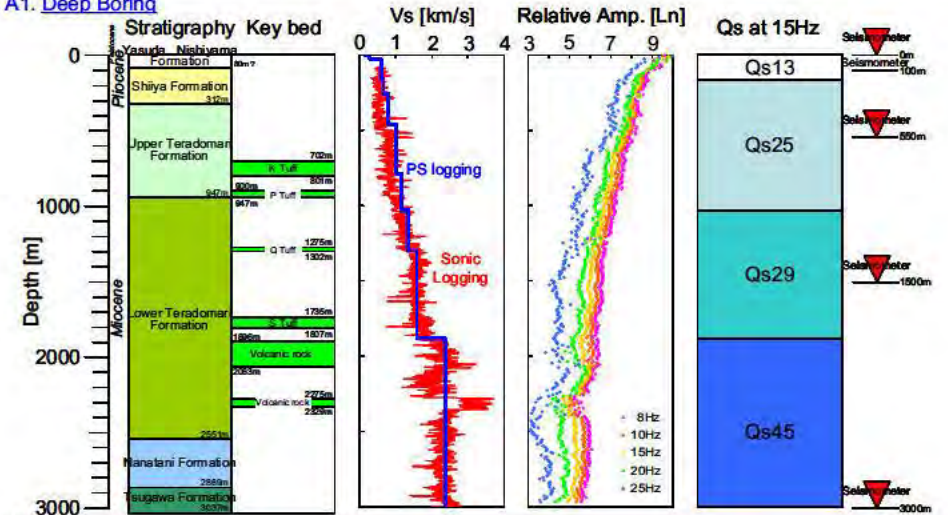 A1. Deep Boring
Stratigraphy Key bed
Vs [km/s]
Relative Amp. [Ln]
Qs at 15Hz
0 1 2 3 4
3 5 7 9
Depth [m]
0
1000
2000
3000
Pliocene
Miocene
Yasuda Nishiyama
Formation
80m?
Shiiya Formation
312m
Upper Teradomari
Formation
947m
Lower Teradomari
Formation
2551m
Nanatani Formation
2869m
Tsugawa Formation
3037m
702m
K Tuff
801m
900m
P Tuff
947m
1275m
Q Tuff
1302m
1735m
S Tuff
1807m
1896m
Volcanic rock
2083m
2275m
Volcanic rock
2329m
PS logging
Sonic
Logging
8Hz
10Hz
15Hz
20Hz
25Hz
Qs13
Qs25
Qs29
Qs45
Seismometer
0m
Seismometer
100m
Seismometer
550m
Seismometer
1500m
Seismometer
3000m